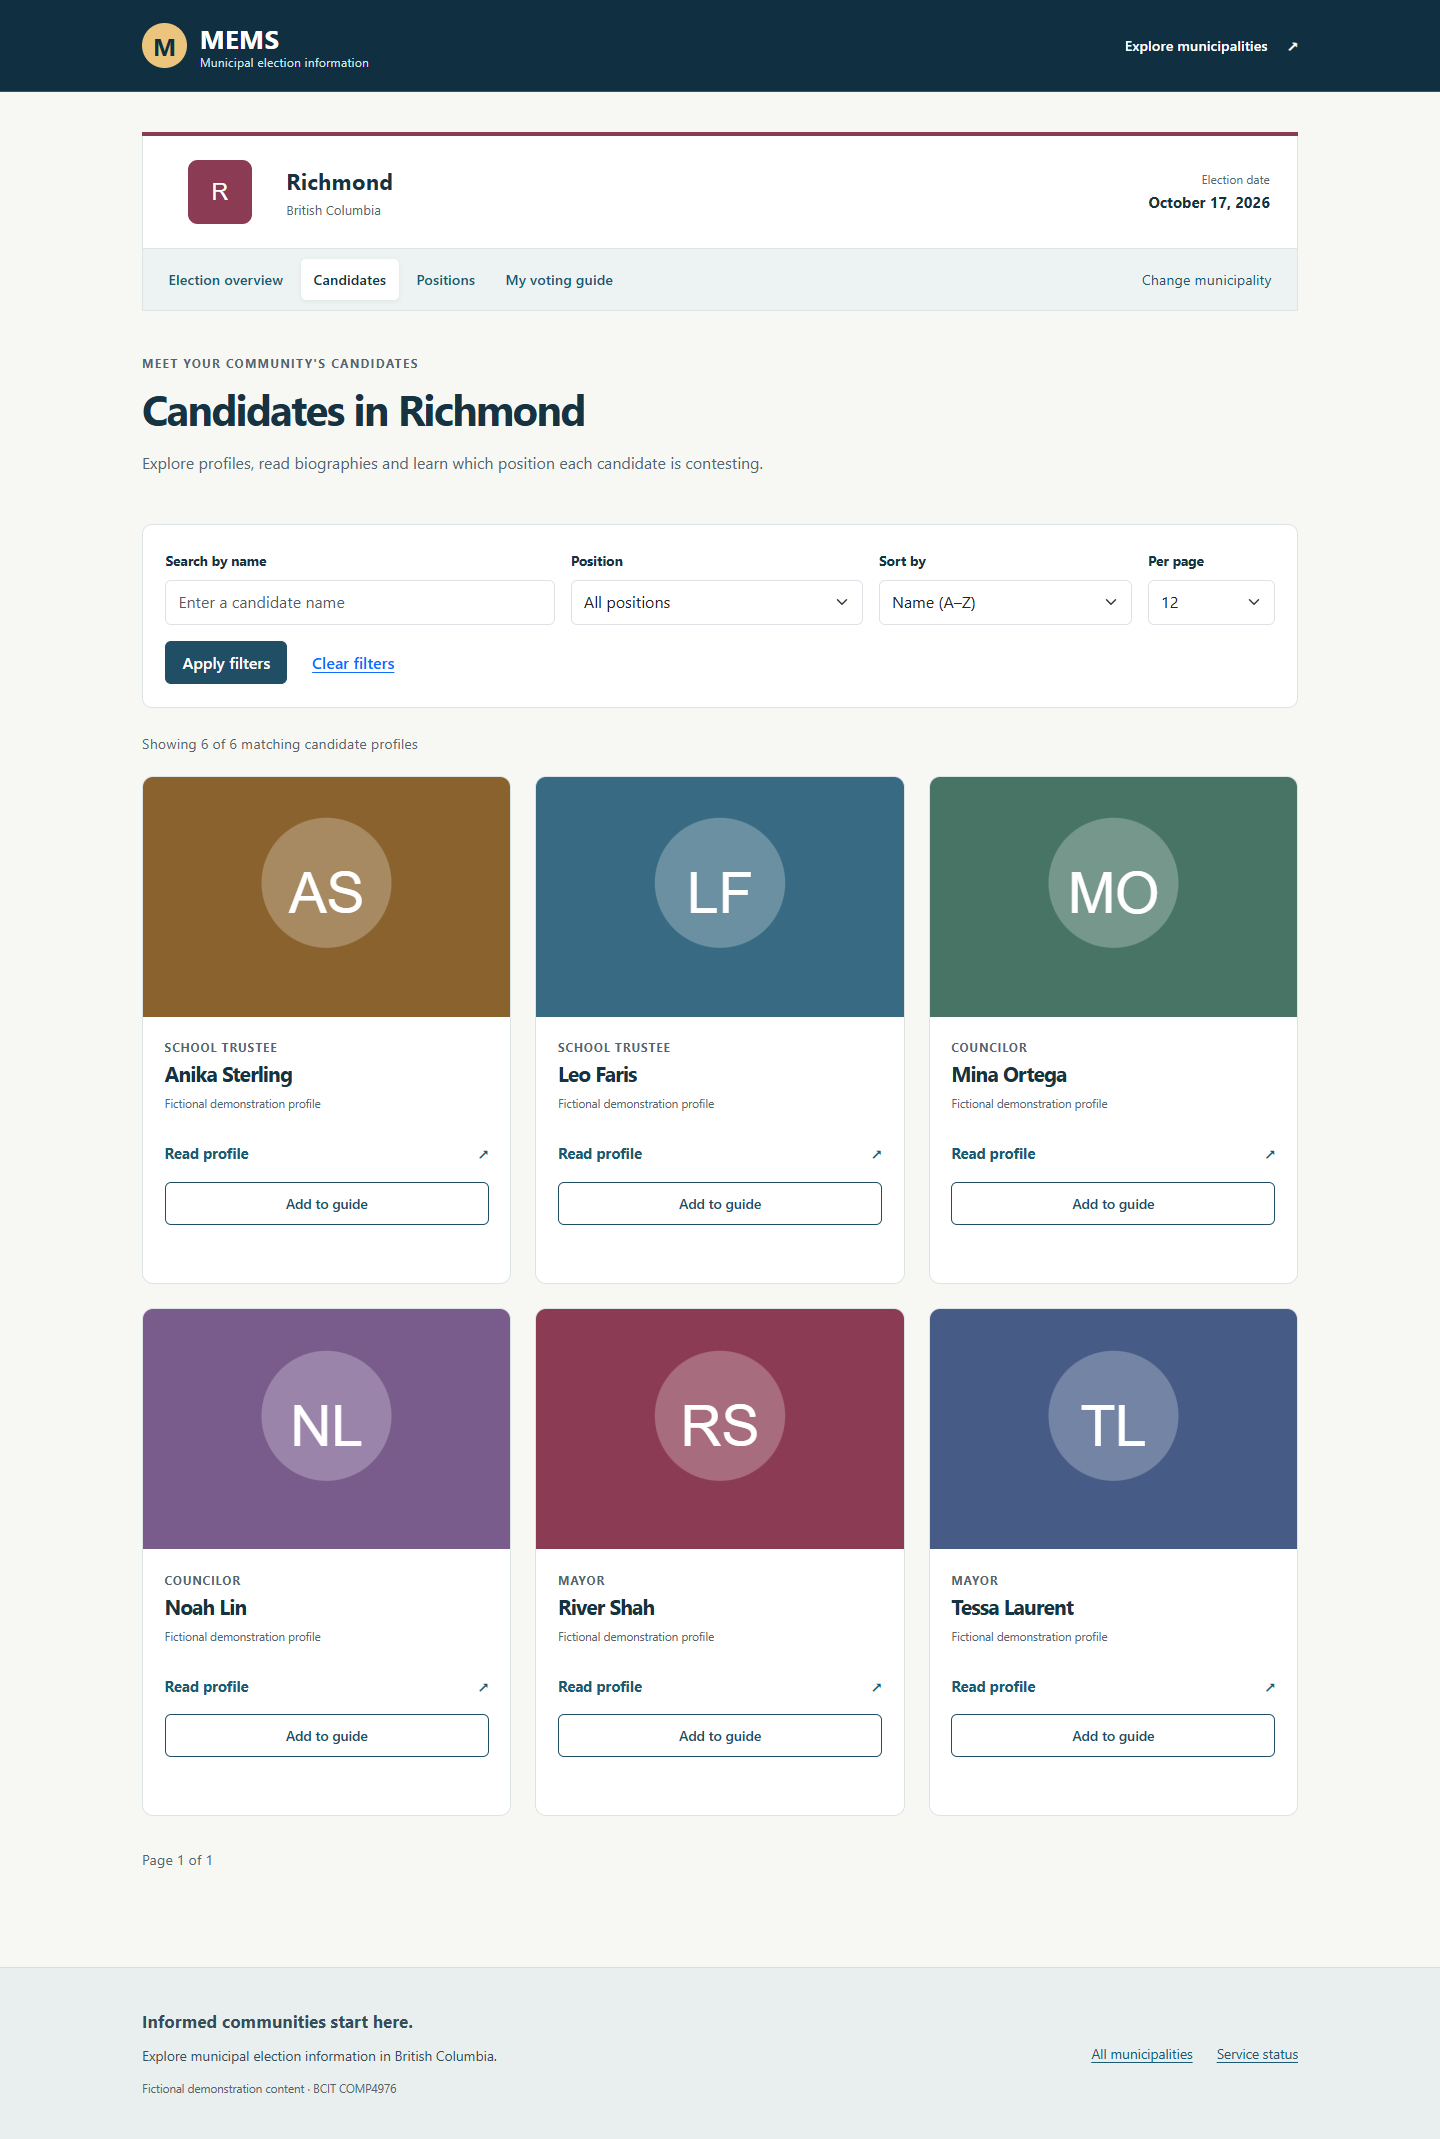 M
MEMS
Municipal election information
Explore municipalities ↗
R
Richmond
British Columbia
Election date
October 17, 2026
Election overview
Candidates
Positions
My voting guide
Change municipality
MEET YOUR COMMUNITY'S CANDIDATES
Candidates in Richmond
Explore profiles, read biographies and learn which position each candidate is contesting.
Search by name
Position
Sort by
Per page
Enter a candidate name
All positions
Name (A–Z)
12
Apply filters
Clear filters
Showing 6 of 6 matching candidate profiles
AS
SCHOOL TRUSTEE
Anika Sterling
Fictional demonstration profile
Read profile ↗
Add to guide
LF
SCHOOL TRUSTEE
Leo Faris
Fictional demonstration profile
Read profile ↗
Add to guide
MO
COUNCILOR
Mina Ortega
Fictional demonstration profile
Read profile ↗
Add to guide
NL
COUNCILOR
Noah Lin
Fictional demonstration profile
Read profile ↗
Add to guide
RS
MAYOR
River Shah
Fictional demonstration profile
Read profile ↗
Add to guide
TL
MAYOR
Tessa Laurent
Fictional demonstration profile
Read profile ↗
Add to guide
Page 1 of 1
Informed communities start here.
Explore municipal election information in British Columbia.
Fictional demonstration content · BCIT COMP4976
All municipalities
Service status